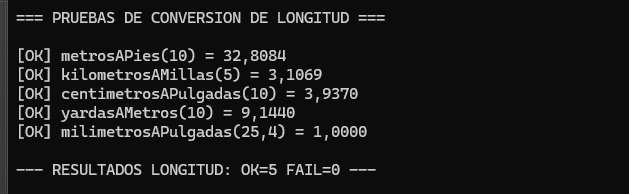 === PRUEBAS DE CONVERSION DE LONGITUD ===
[OK] metrosAPies(10) = 32,8084
[OK] kilometrosAMillas(5) = 3,1069
[OK] centimetrosAPulgadas(10) = 3,9370
[OK] yardasAMetros(10) = 9,1440
[OK] milimetrosAPulgadas(25,4) = 1,0000
--- RESULTADOS LONGITUD: OK=5 FAIL=0 ---